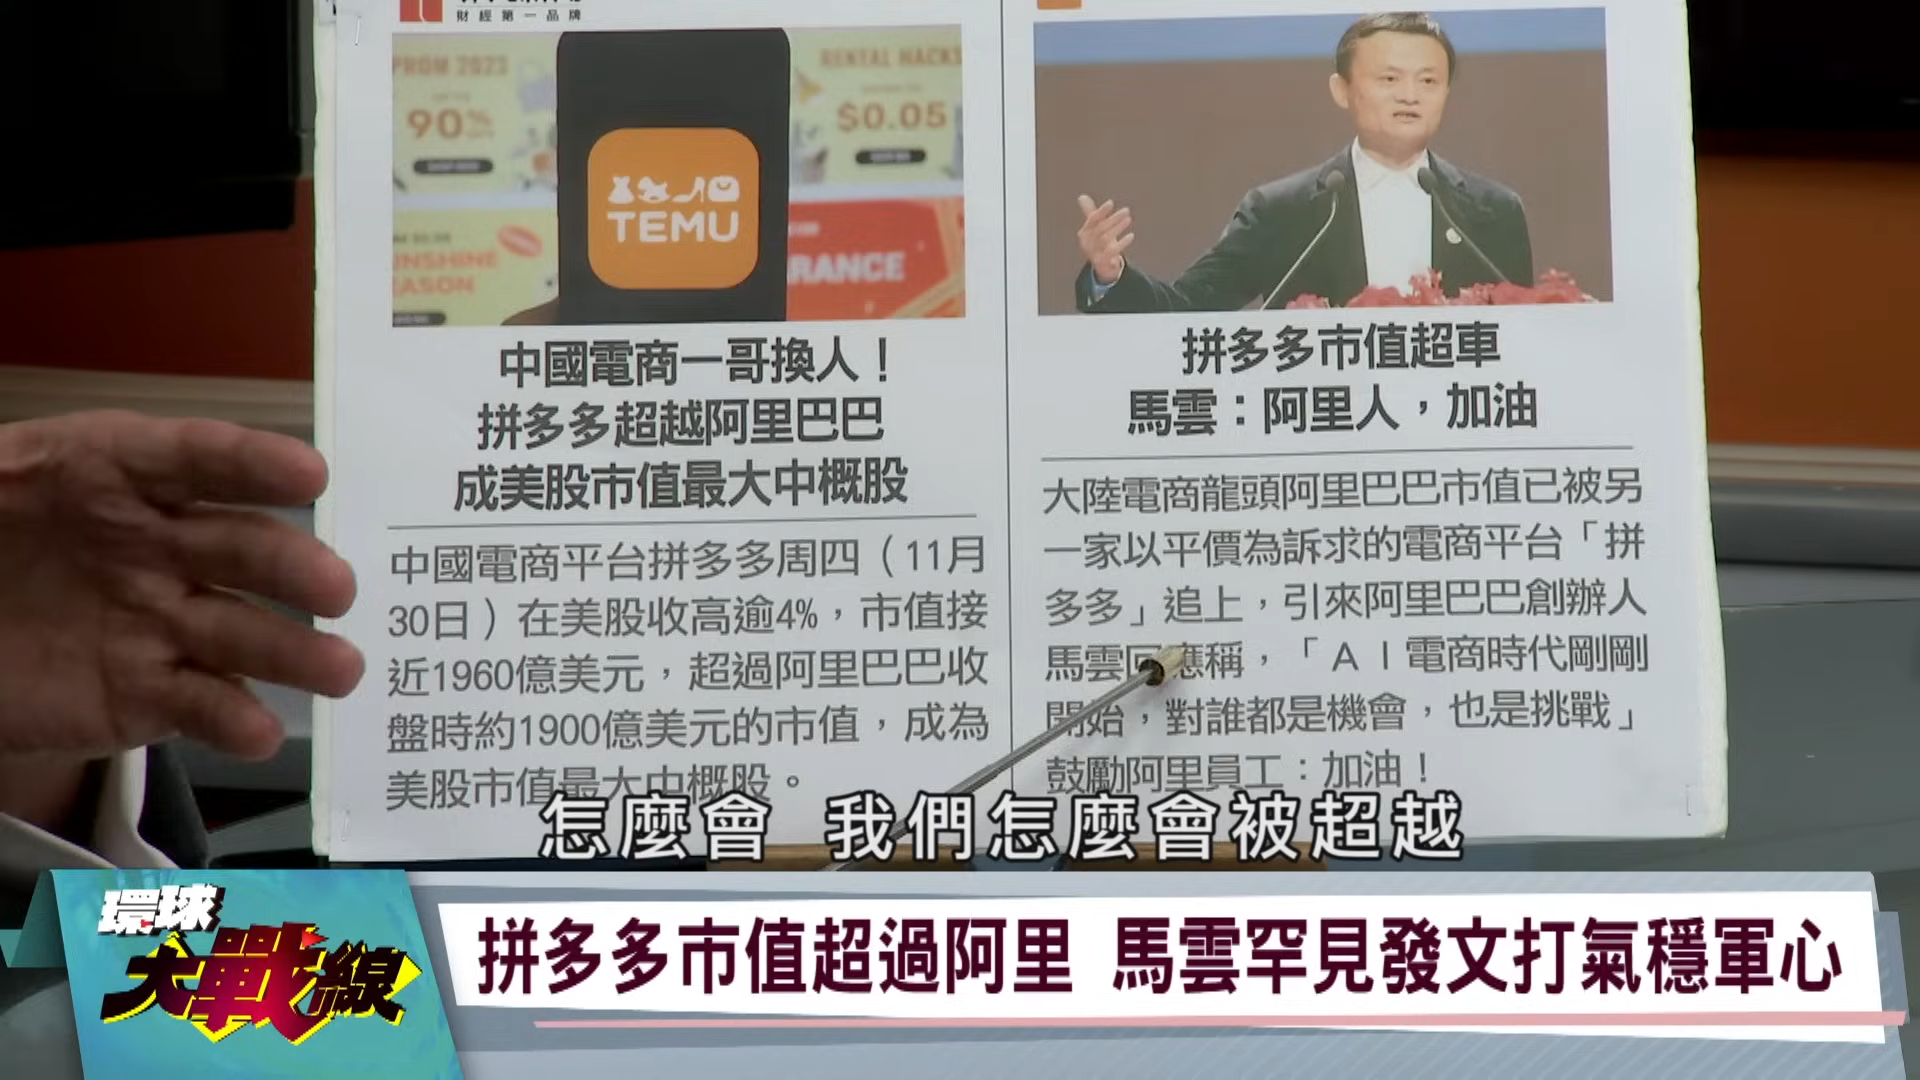 財經第一品牌
PROM 2023
90%
RENTAL HACKS
$0.05
TEMU
RANCE
中國電商一哥換人！
拼多多超越阿里巴巴
成美股市值最大中概股
中國電商平台拼多多周四（11月
30日）在美股收高逾4%，市值接
近1960億美元，超過阿里巴巴收
盤時約1900億美元的市值，成為
美股市值最大中概股。
拼多多市值超車
馬雲：阿里人，加油
大陸電商龍頭阿里巴巴市值已被另
一家以平價為訴求的電商平台「拼
多多」追上，引來阿里巴巴創辦人
馬雲回應稱，「ＡＩ電商時代剛剛
開始，對誰都是機會，也是挑戰」
鼓勵阿里員工：加油！
怎麼會 我們怎麼會被超越
環球
大戰線
拼多多市值超過阿里 馬雲罕見發文打氣穩軍心